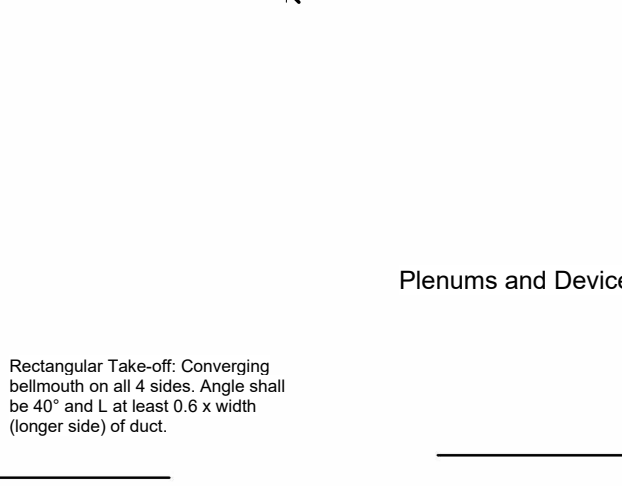 Plenums and Device
Rectangular Take-off: Converging
bellmouth on all 4 sides. Angle shall
be 40° and L at least 0.6 x width
(longer side) of duct.